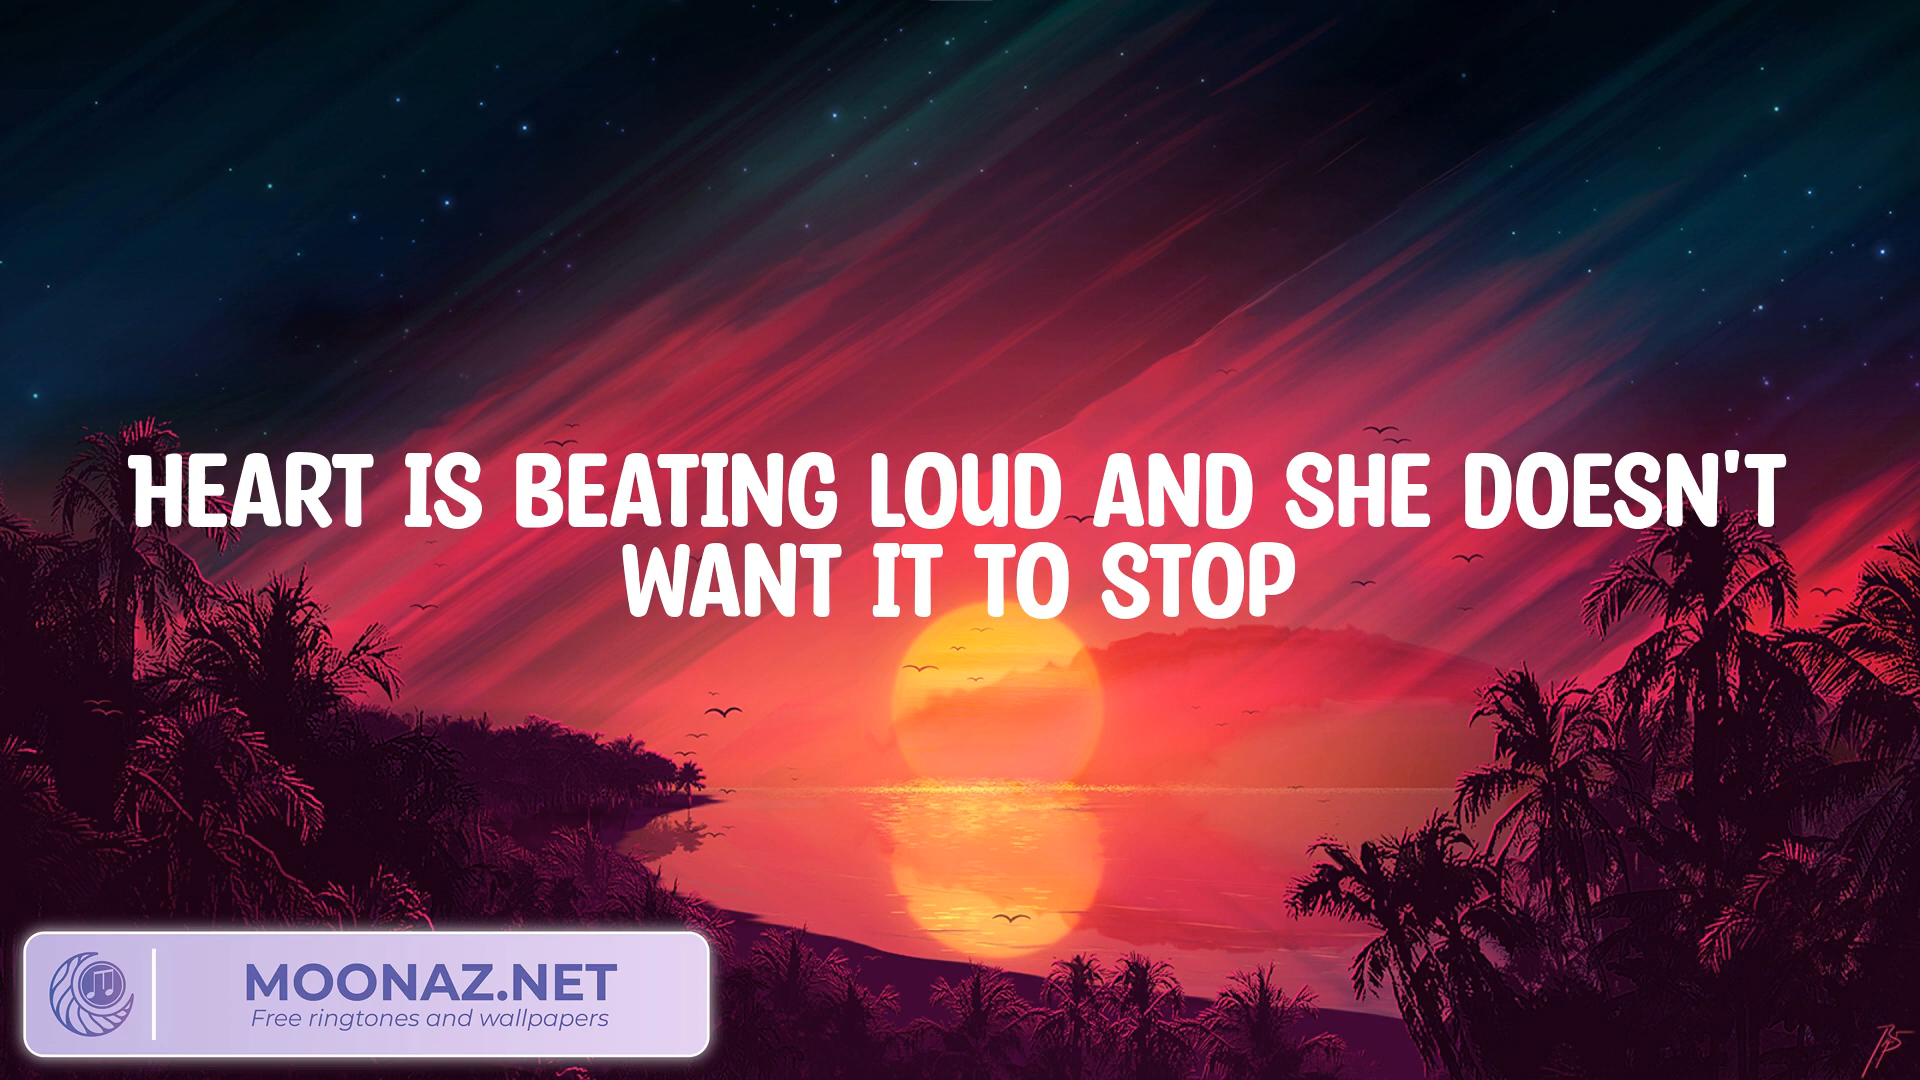 HEART IS BEATING LOUD AND SHE DOESN'T
WANT IT TO STOP
MOONAZ.NET
Free ringtones and wallpapers